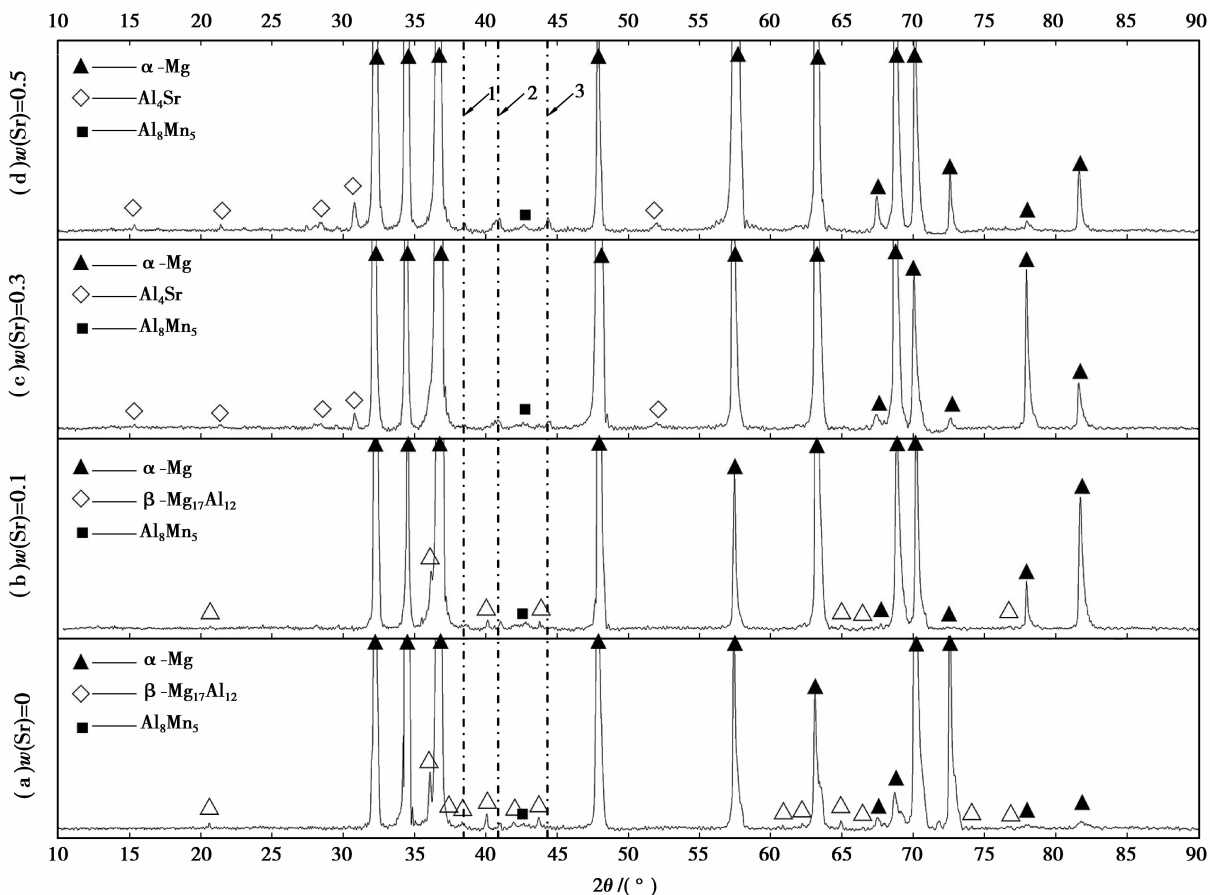 10 15 20 25 30 35 40 45 50 55 60 65 70 75 80 85 90
(d)w(Sr)=0.5
α-Mg
Al₄Sr
Al₈Mn₅
1 2 3
(c)w(Sr)=0.3
α-Mg
Al₄Sr
Al₈Mn₅
(b)w(Sr)=0.1
α-Mg
β-Mg₁₇Al₁₂
Al₈Mn₅
(a)w(Sr)=0
α-Mg
β-Mg₁₇Al₁₂
Al₈Mn₅
10 15 20 25 30 35 40 45 50 55 60 65 70 75 80 85 90
2θ/(°)